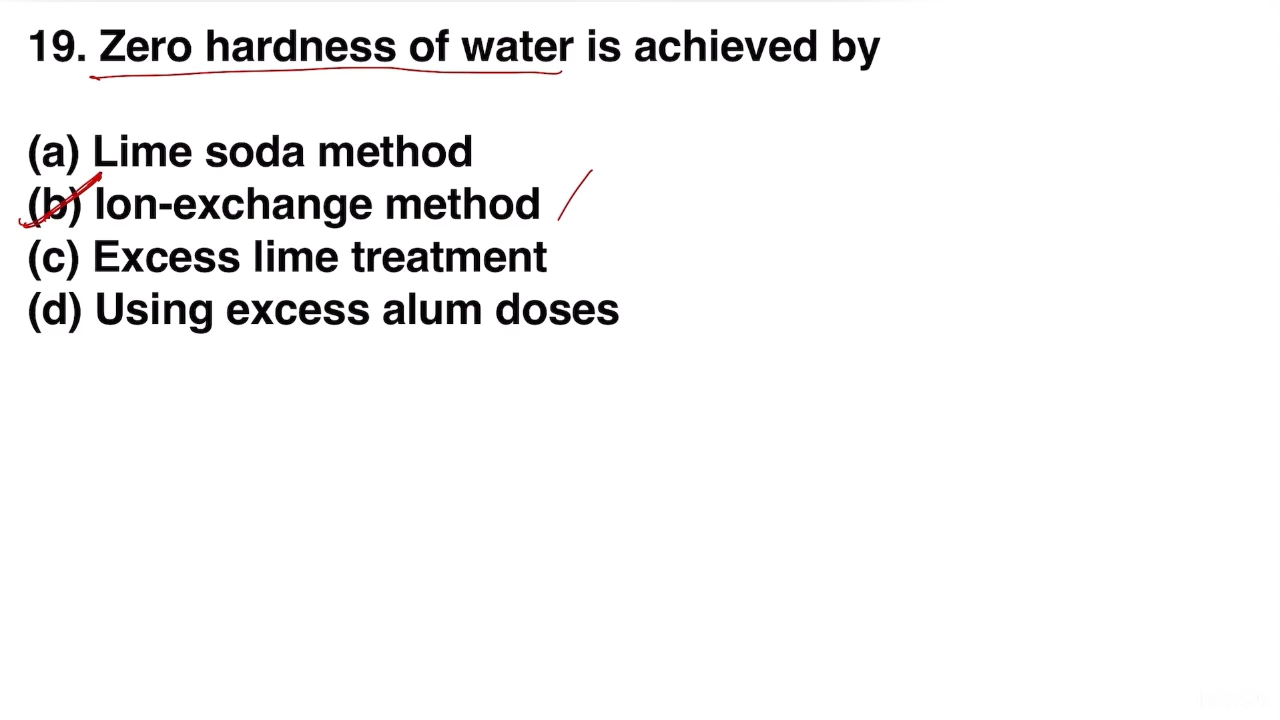 19. Zero hardness of water is achieved by
(a) Lime soda method
(b) Ion-exchange method
(c) Excess lime treatment
(d) Using excess alum doses